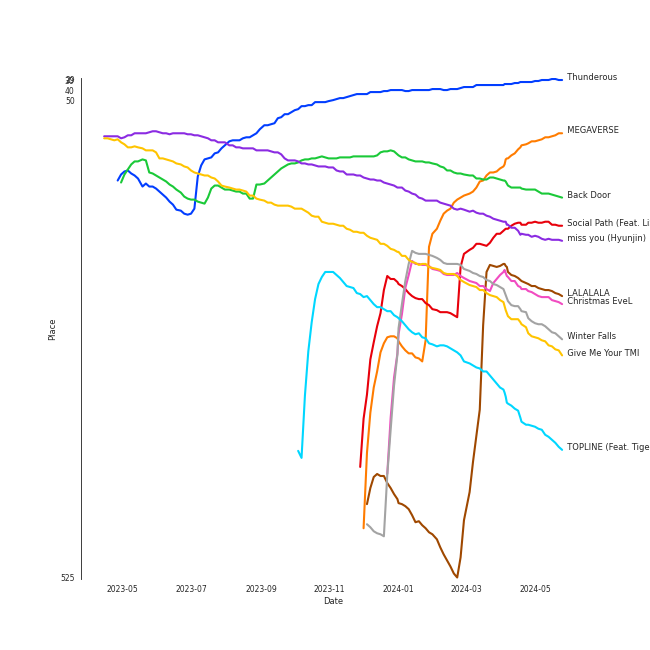 30
40
50
525
Place
2023-05
2023-07
2023-09
2023-11
2024-01
2024-03
2024-05
Date
Thunderous
MEGAVERSE
Back Door
Social Path (Feat. Li
miss you (Hyunjin)
LALALALA
Christmas EveL
Winter Falls
Give Me Your TMI
TOPLINE (Feat. Tige